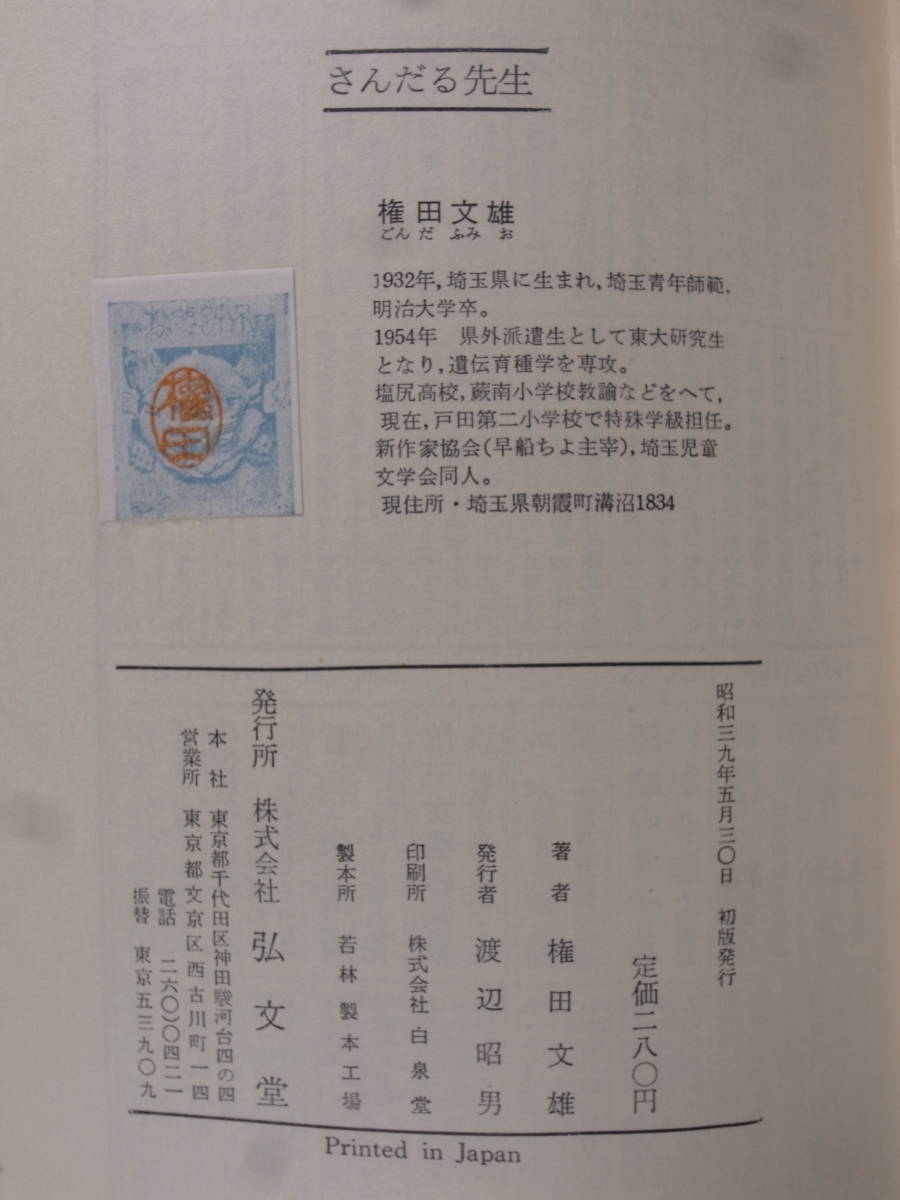 さんだる先生
権田文雄
ごんだ ふみ お
1932年,埼玉県に生まれ,埼玉青年師範,
明治大学卒。
1954年 県外派遣生として東大研究生
となり,遺伝育種学を専攻。
塩尻高校,蕨南小学校教諭などをへて,
現在,戸田第二小学校で特殊学級担任。
新作家協会(早船ちよ主宰),埼玉児童
文学会同人。
現住所・埼玉県朝霞町溝沼1834
権田
昭和三九年五月三〇日 初版発行
定価二八〇円
著者 権田文雄
発行者 渡辺昭男
印刷所 株式会社白泉堂
製本所 若林製本工場
発行所 株式会社 弘文堂
本社 東京都千代田区神田駿河台四の四
営業所 東京都文京区西古川町一四
電話 二六〇)〇四二一
振替 東京五三九〇九
Printed in Japan